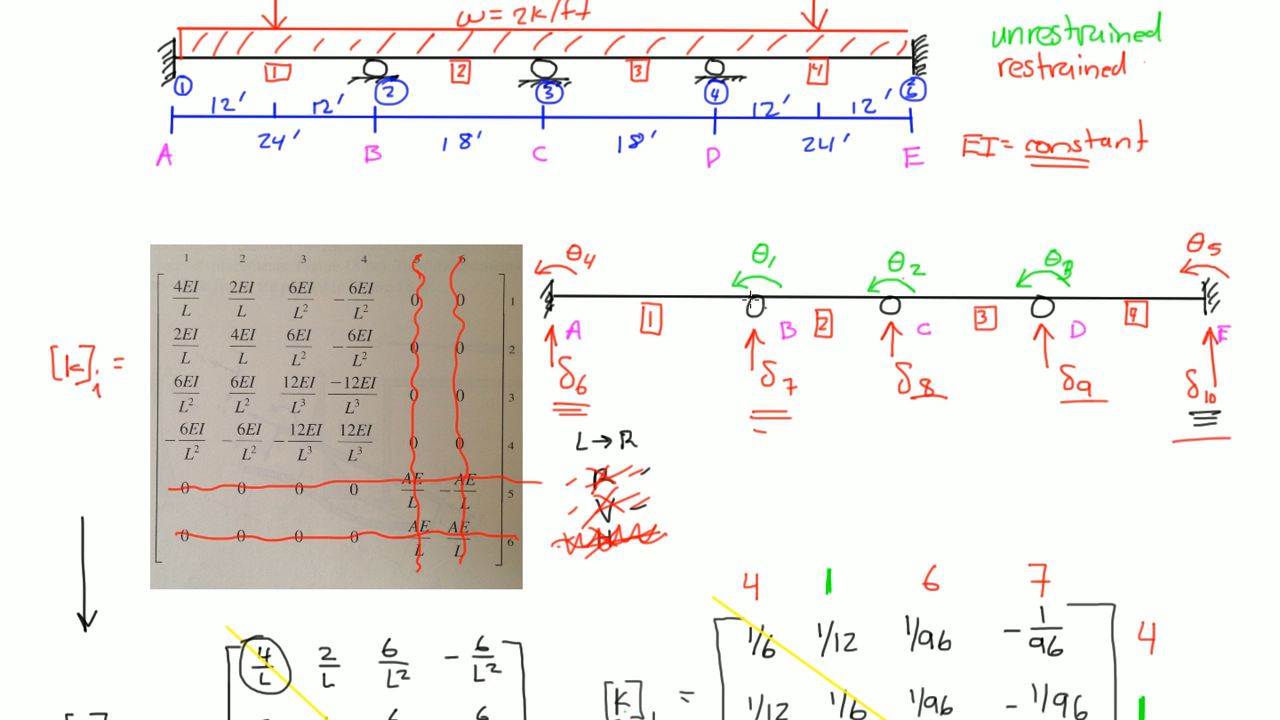 ω = 2k/ft
unrestrained
restrained
1 2 3 4
1 2 3 4
12' 12' 12' 12'
24' 18' 18' 24'
A B C D E
EI = constant
1 2 3 4 5 6
4EI/L 2EI/L 6EI/L² -6EI/L² 0 0 1
2EI/L 4EI/L 6EI/L² -6EI/L² 0 0 2
6EI/L² 6EI/L² 12EI/L³ -12EI/L³ 0 0 3
-6EI/L² -6EI/L² -12EI/L³ 12EI/L³ 0 0 4
0 0 0 0 AE/L -AE/L 5
0 0 0 0 AE/L AE/L 6
[k]₁ =
θ4 θ1 θ2 θ3 θ5
1 2 3 4
A B C D E
δ6 δ7 δ8 δ9 δ10
L → R
R
V
4/L 2/L 6/L² - 6/L²
6 6
4 1 6 7
1/6 1/12 1/96 - 1/96 4
[k]₁ = 1/12 1/6 1/96 - 1/96 1